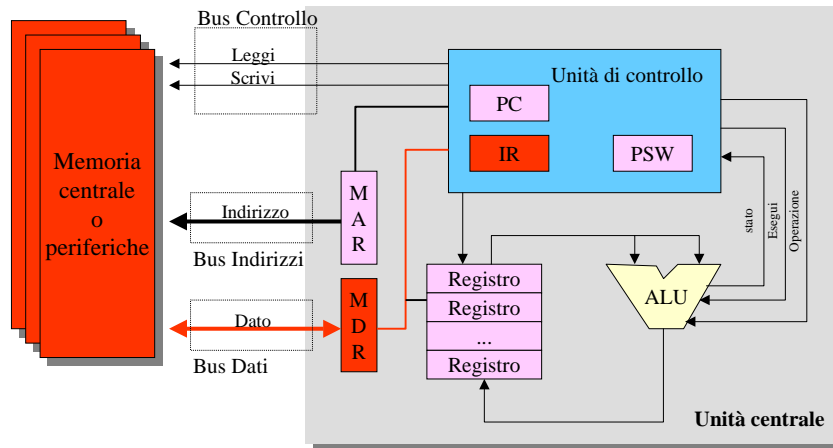 Bus Controllo
Leggi
Scrivi
Unità di controllo
PC
IR
PSW
Memoria
centrale
o
periferiche
M
A
R
Indirizzo
Bus Indirizzi
stato
Esegui
Operazione
Registro
Registro
...
Registro
ALU
M
D
R
Dato
Bus Dati
Unità centrale